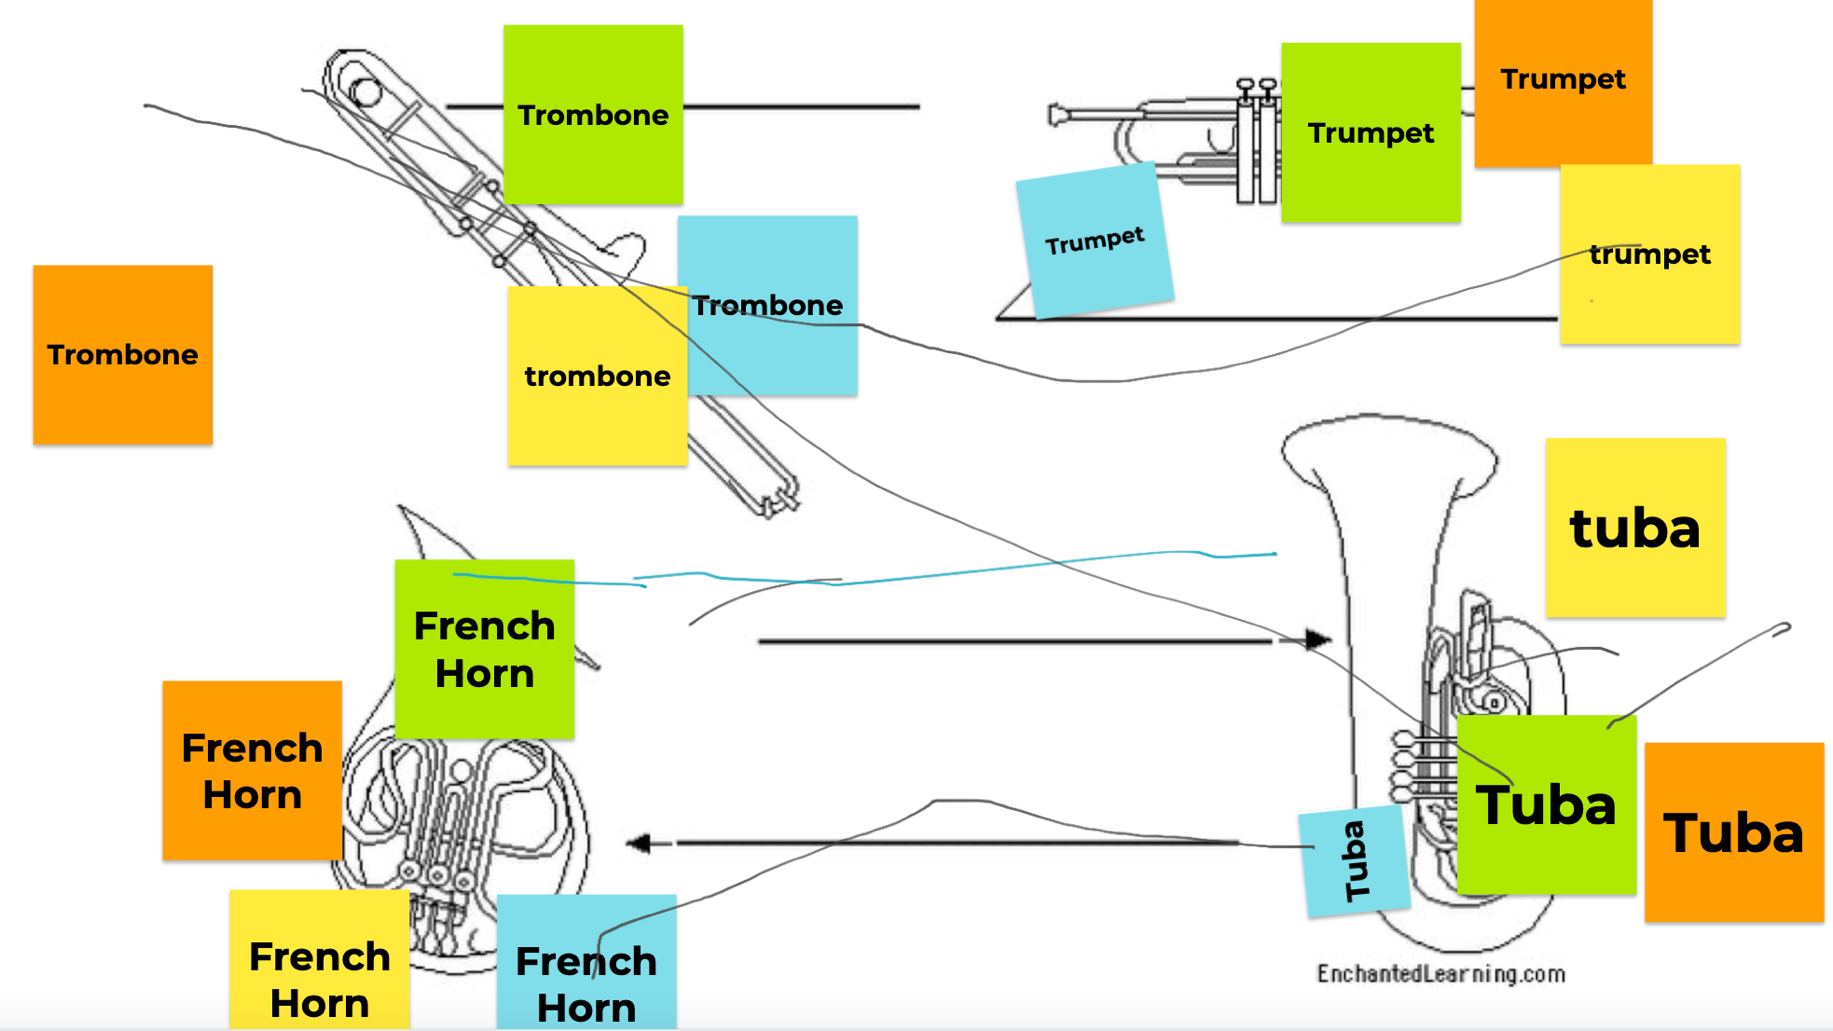 Trombone
Trumpet
Trumpet
Trumpet
trumpet
Trombone
Trombone
trombone
tuba
French
Horn
French
Horn
Tuba
Tuba
Tuba
French
Horn
French
Horn
EnchantedLearning.com